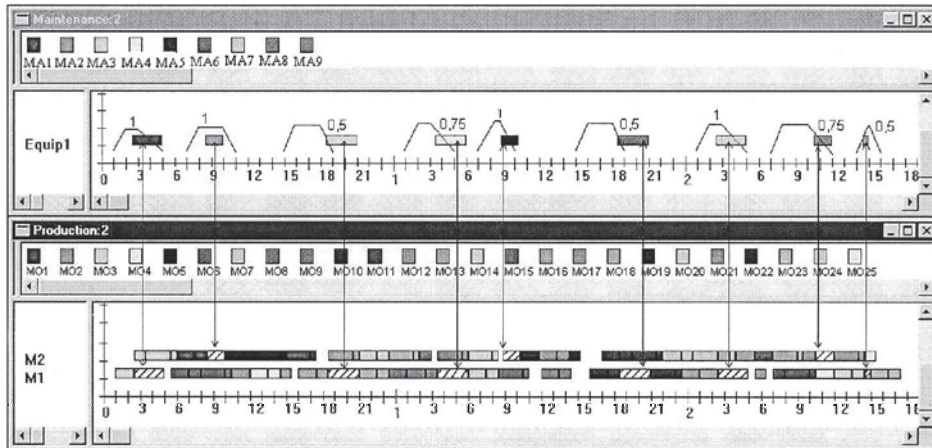 Maintenance:2
MA1 MA2 MA3 MA4 MA5 MA6 MA7 MA8 MA9
1 1 0,5 0,75 1 0,5 1 0,75 0,5
Equip1
0 3 6 9 12 15 18 21 1 3 6 9 12 15 18 21 2 3 6 9 12 15 18
Production:2
MO1 MO2 MO3 MO4 MO5 MO6 MO7 MO8 MO9 MO10 MO11 MO12 MO13 MO14 MO15 MO16 MO17 MO18 MO19 MO20 MO21 MO22 MO23 MO24 MO25
M2
M1
0 3 6 9 12 15 18 21 1 3 6 9 12 15 18 21 2 3 6 9 12 15 18